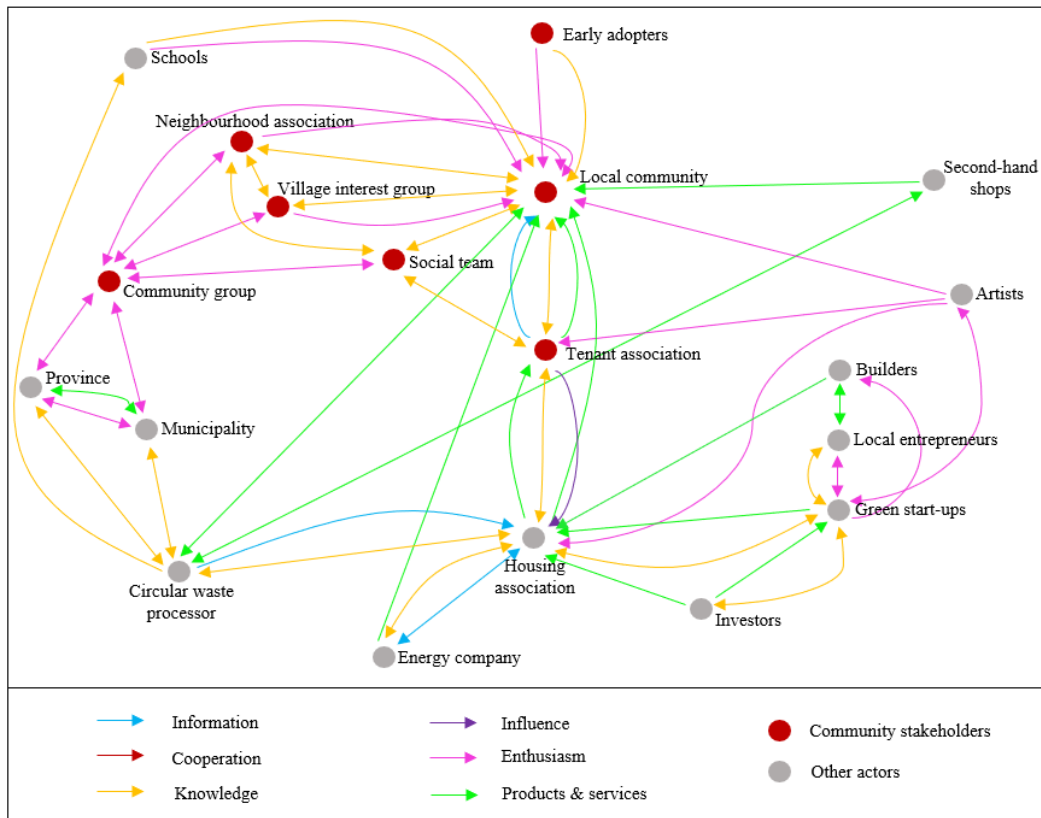 Early adopters
Schools
Neighbourhood association
Second-hand
shops
Local community
Village interest group
Social team
Community group
Artists
Tenant association
Province
Builders
Municipality
Local entrepreneurs
Green start-ups
Housing
association
Circular waste
processor
Investors
Energy company
Information
Influence
Community stakeholders
Cooperation
Enthusiasm
Other actors
Knowledge
Products & services